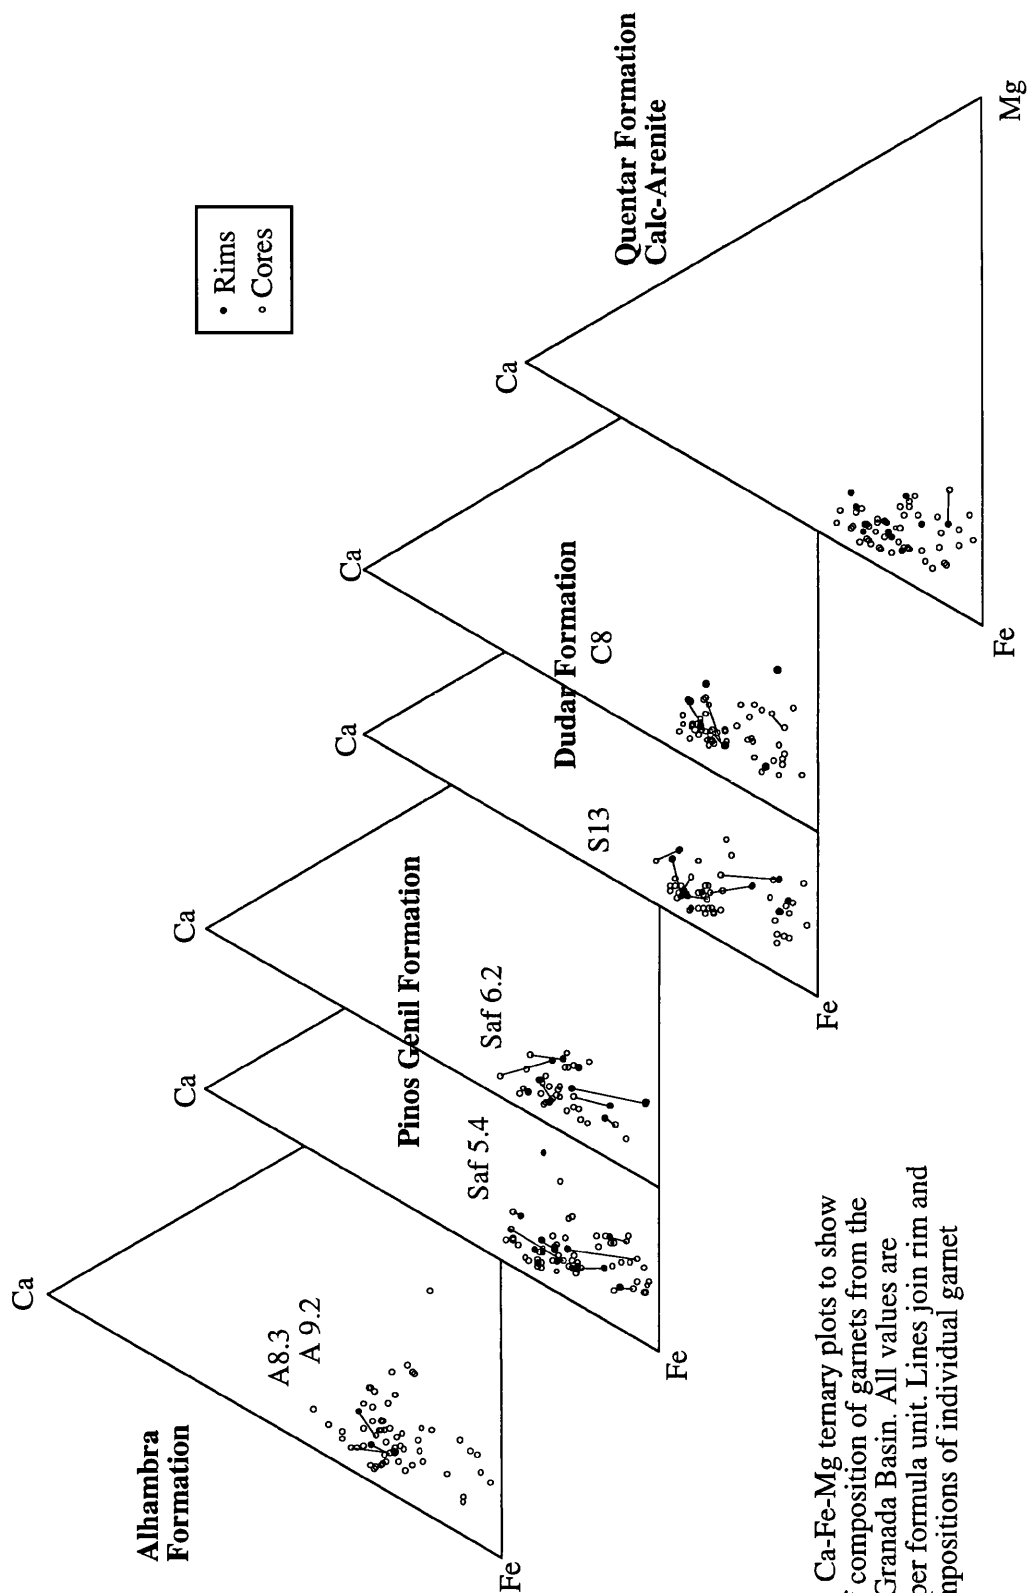 Alhambra
Formation
Ca
A8.3
A 9.2
Fe
Pinos Genil Formation
Ca
Saf 5.4
Fe
Ca
Saf 6.2
Dudar Formation
Ca
S13
Fe
Ca
C8
Quentar Formation
Calc-Arenite
Ca
Fe
Mg
Rims
Cores
Ca-Fe-Mg ternary plots to show
composition of garnets from the
Granada Basin. All values are
per formula unit. Lines join rim and
of individual garnet